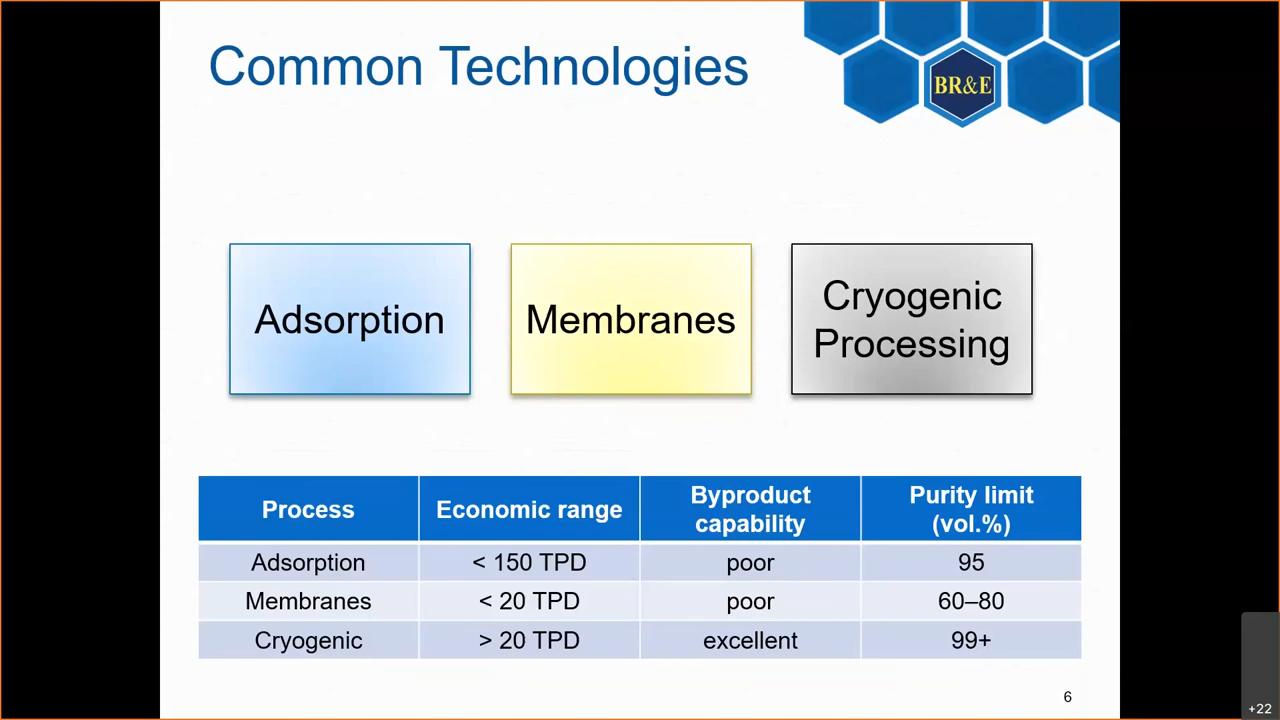 Common Technologies
BR&E
Adsorption
Membranes
Cryogenic
Processing
Process
Economic range
Byproduct
capability
Purity limit
(vol.%)
Adsorption
< 150 TPD
poor
95
Membranes
< 20 TPD
poor
60–80
Cryogenic
> 20 TPD
excellent
99+
6
+22